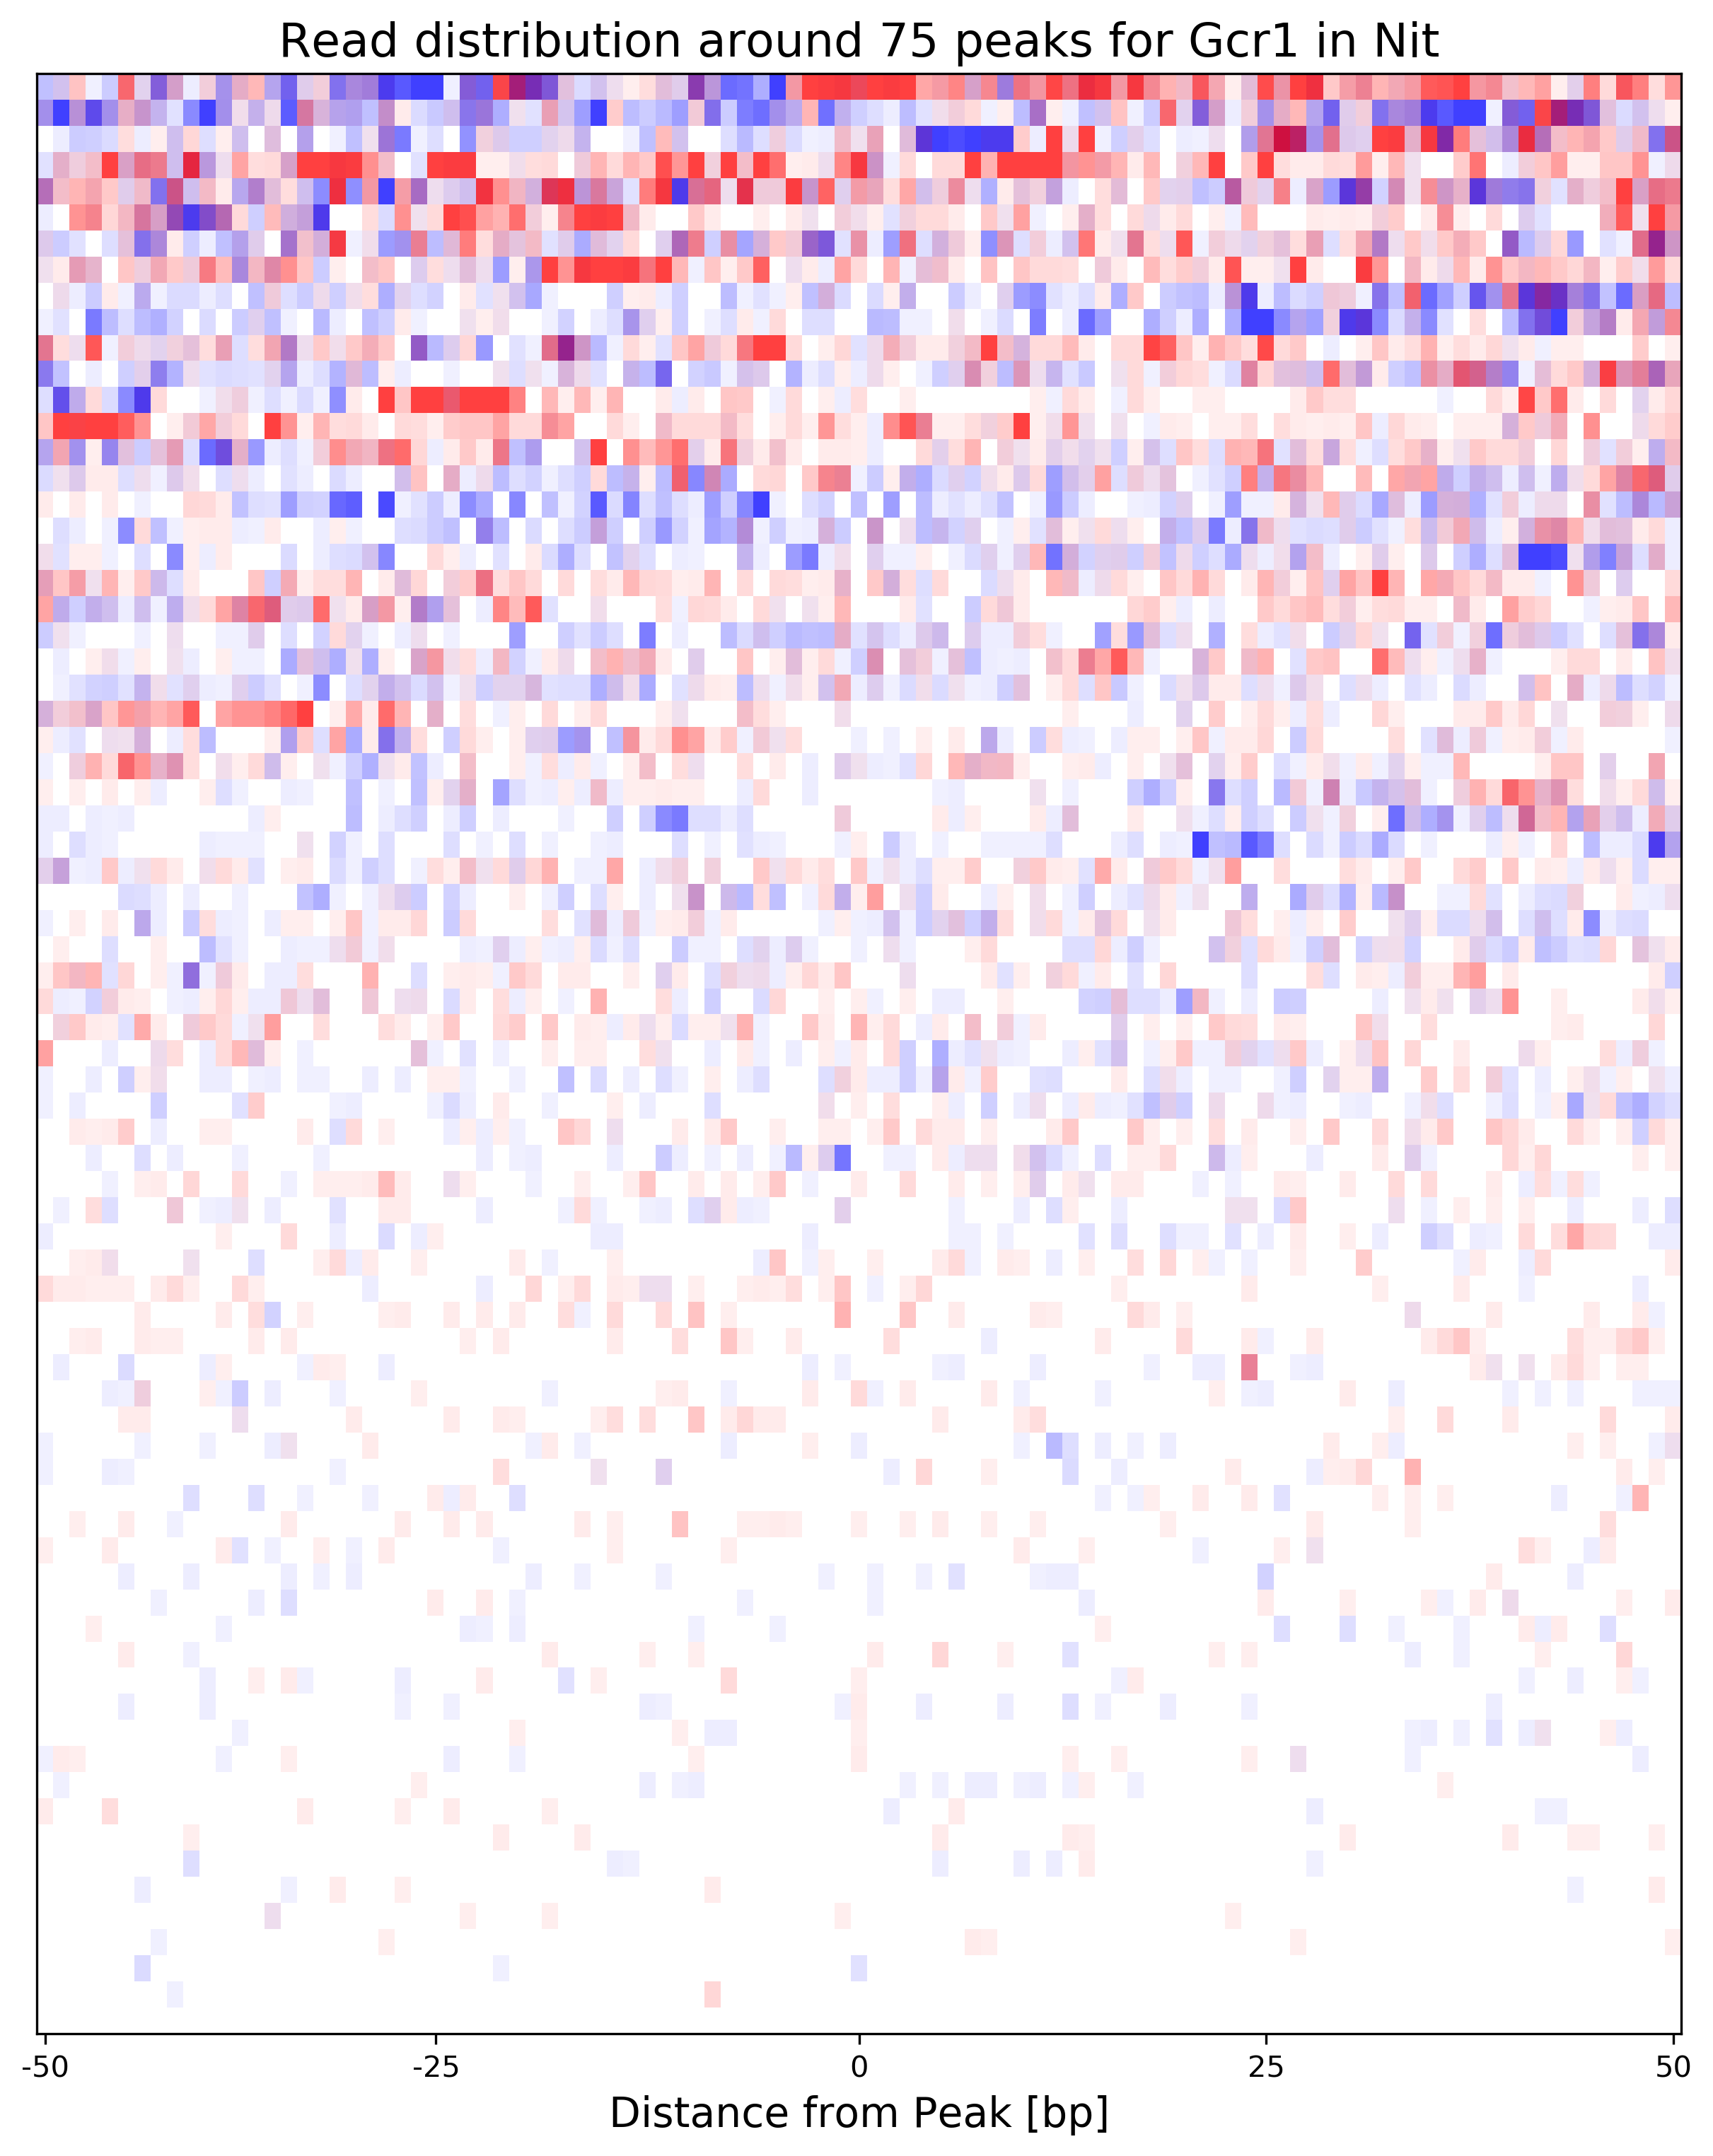 Read distribution around 75 peaks for Gcr1 in Nit
-50 -25 0 25 50
Distance from Peak [bp]